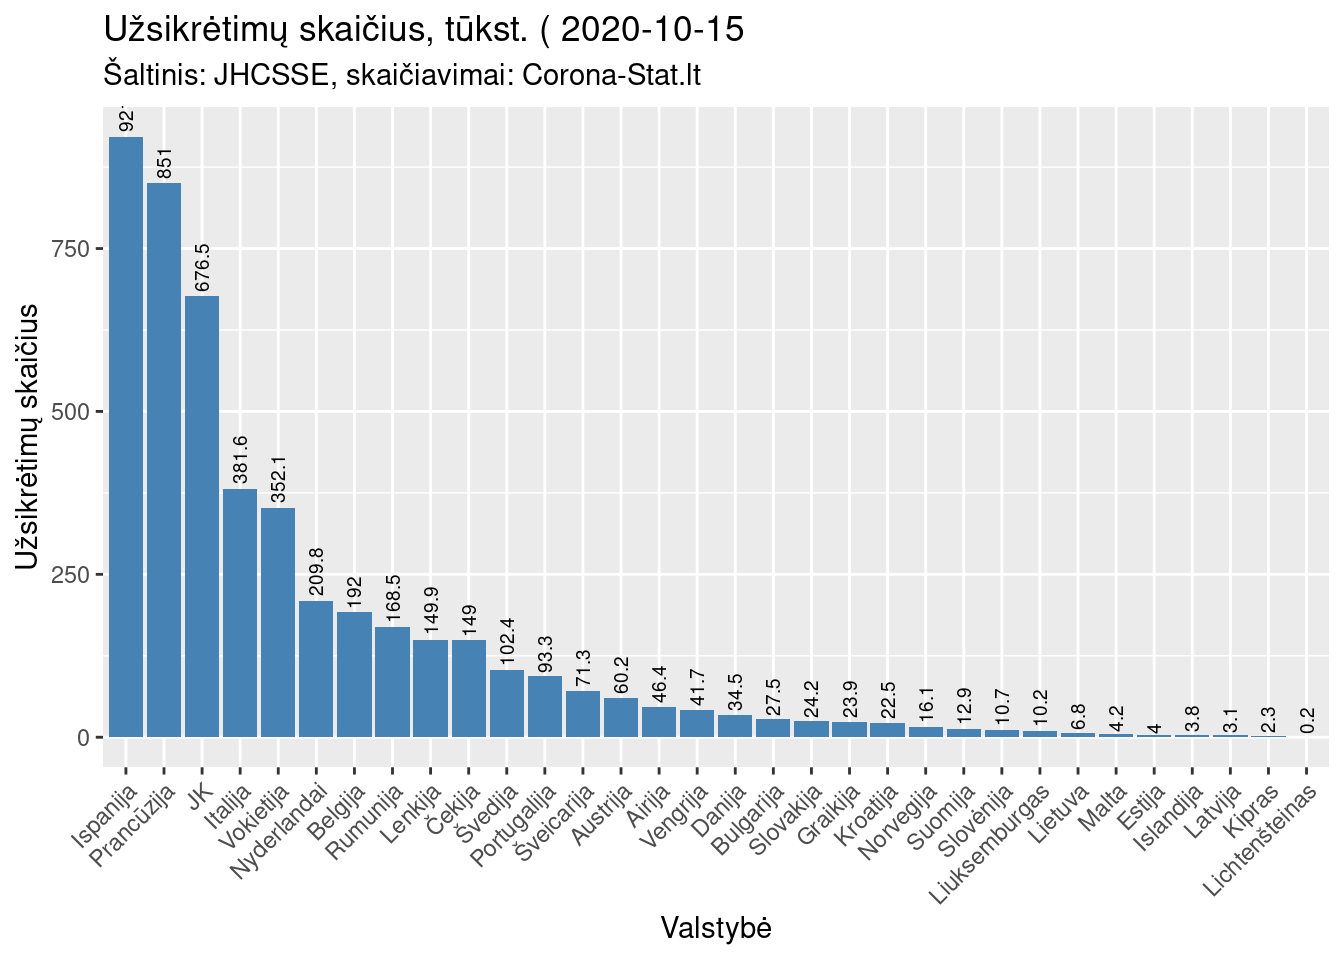 Užsikrėtimų skaičius, tūkst. ( 2020-10-15
Šaltinis: JHCSSE, skaičiavimai: Corona-Stat.lt
Užsikrėtimų skaičius
750
500
250
0
851
676.5
381.6
352.1
209.8
192
168.5
149.9
149
102.4
93.3
71.3
60.2
46.4
41.7
34.5
27.5
24.2
23.9
22.5
16.1
12.9
10.7
10.2
6.8
4.2
4
3.8
3.1
2.3
0.2
Ispanija
Prancūzija
JK
Italija
Vokietija
Nyderlandai
Belgija
Rumunija
Lenkija
Čekija
Švedija
Portugalija
Šveicarija
Austrija
Airija
Vengrija
Danija
Bulgarija
Slovakija
Graikija
Kroatija
Norvegija
Suomija
Slovėnija
Liuksemburgas
Lietuva
Malta
Estija
Islandija
Latvija
Kipras
Lichtenšteinas
Valstybė